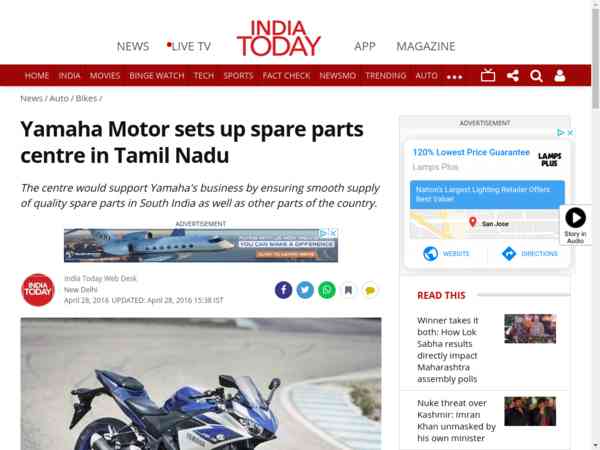 NEWS
LIVE TV
INDIA
TODAY
APP
MAGAZINE
HOME INDIA MOVIES BINGE WATCH TECH SPORTS FACT CHECK NEWSMO TRENDING AUTO
News / Auto / Bikes /
Yamaha Motor sets up spare parts
centre in Tamil Nadu
The centre would support Yamaha's business by ensuring smooth supply
of quality spare parts in South India as well as other parts of the country.
ADVERTISEMENT
YOU CAN MAKE A DIFFERENCE
INDIA
TODAY
India Today Web Desk
New Delhi
April 28, 2016 UPDATED: April 28, 2016 15:38 IST
YAMAHA
ADVERTISEMENT
120% Lowest Price Guarantee
Lamps Plus
LAMPS
PLUS
Nation's Largest Lighting Retailer Offers
Best Value!
San Jose
WEBSITE
DIRECTIONS
Story in
Audio
READ THIS
Winner takes it
both: How Lok
Sabha results
directly impact
Maharashtra
assembly polls
Nuke threat over
Kashmir: Imran
Khan unmasked by
his own minister